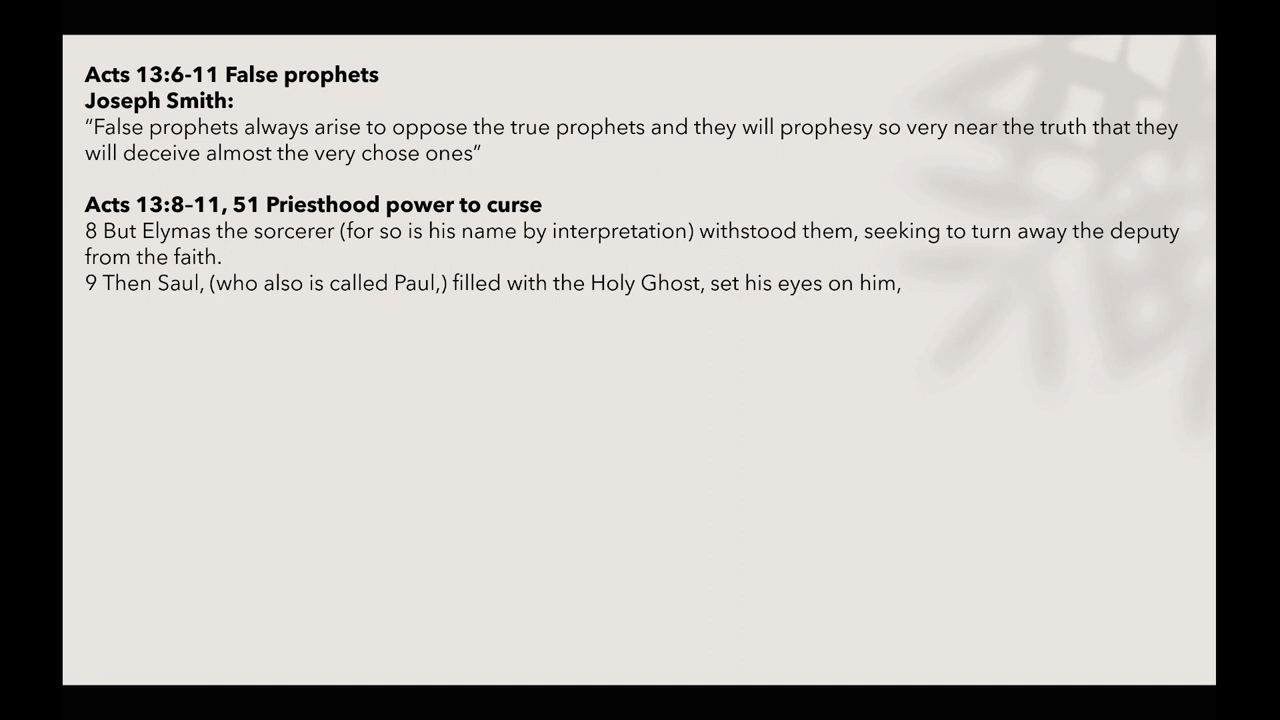 Acts 13:6-11 False prophets
Joseph Smith:
“False prophets always arise to oppose the true prophets and they will prophesy so very near the truth that they
will deceive almost the very chose ones”
Acts 13:8–11, 51 Priesthood power to curse
8 But Elymas the sorcerer (for so is his name by interpretation) withstood them, seeking to turn away the deputy
from the faith.
9 Then Saul, (who also is called Paul,) filled with the Holy Ghost, set his eyes on him,